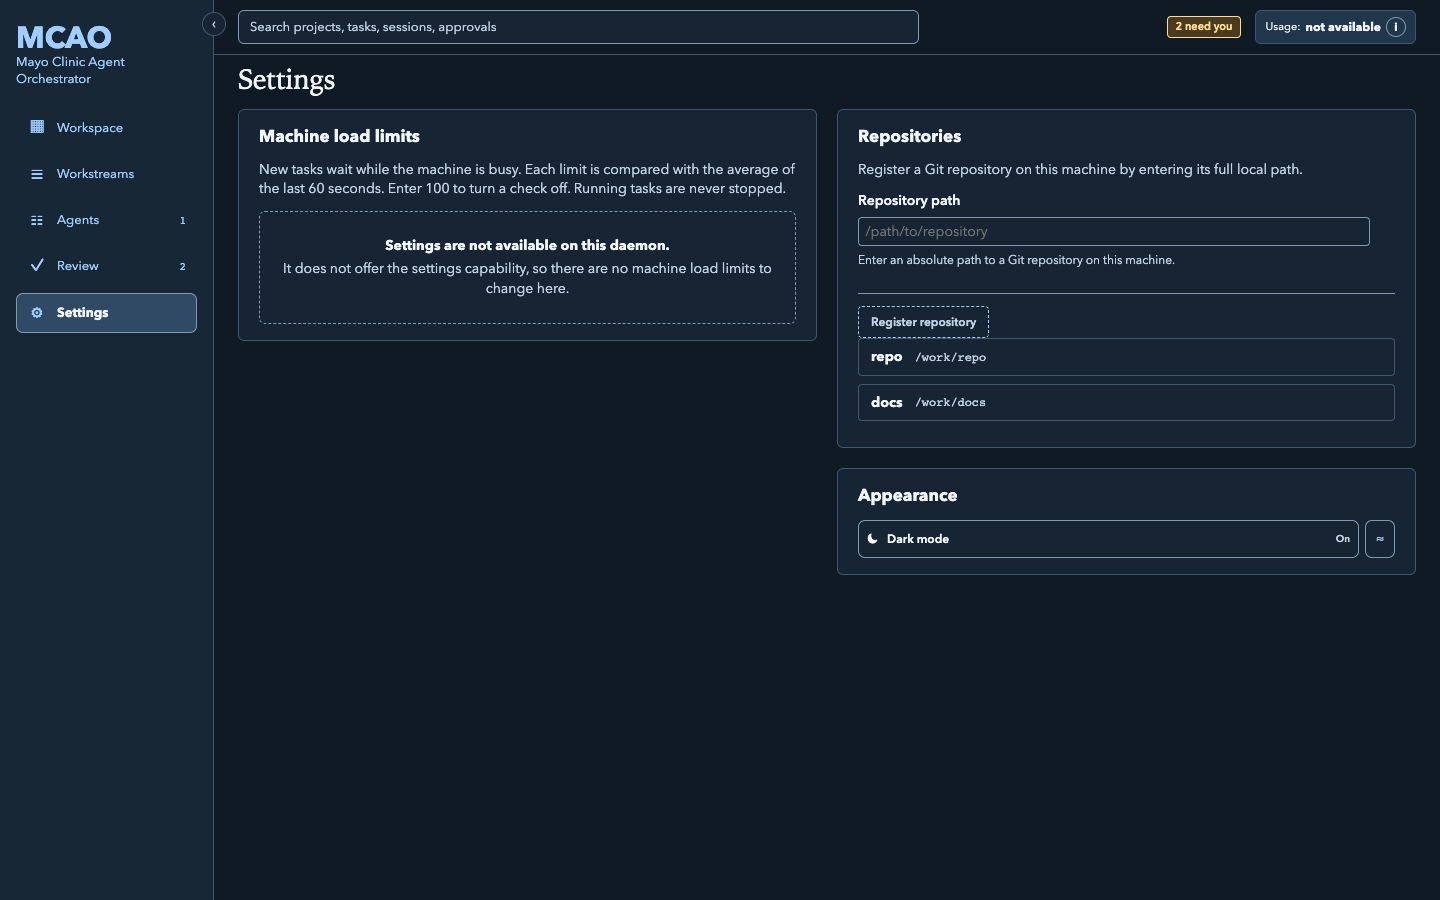 MCAO
Mayo Clinic Agent
Orchestrator
Workspace
Workstreams
Agents 1
Review 2
Settings
Search projects, tasks, sessions, approvals
2 need you
Usage: not available i
Settings
Machine load limits
New tasks wait while the machine is busy. Each limit is compared with the average of
the last 60 seconds. Enter 100 to turn a check off. Running tasks are never stopped.
Settings are not available on this daemon.
It does not offer the settings capability, so there are no machine load limits to
change here.
Repositories
Register a Git repository on this machine by entering its full local path.
Repository path
/path/to/repository
Enter an absolute path to a Git repository on this machine.
Register repository
repo /work/repo
docs /work/docs
Appearance
Dark mode On ≈